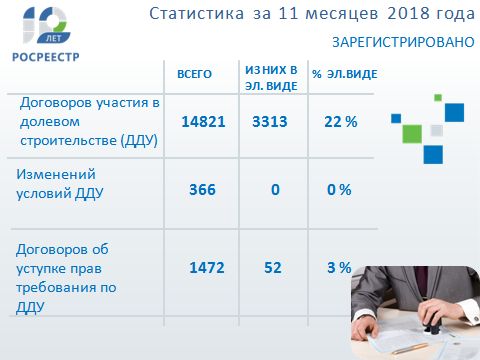 Статистика за 11 месяцев 2018 года
12
ЛЕТ
РОСРЕЕСТР
ЗАРЕГИСТРИРОВАНО
ВСЕГО
ИЗ НИХ В
ЭЛ. ВИДЕ
% ЭЛ.ВИДЕ
Договоров участия в
долевом
строительстве (ДДУ)
14821
3313
22 %
Изменений
условий ДДУ
366
0
0 %
Договоров об
уступке прав
требования по
ДДУ
1472
52
3 %